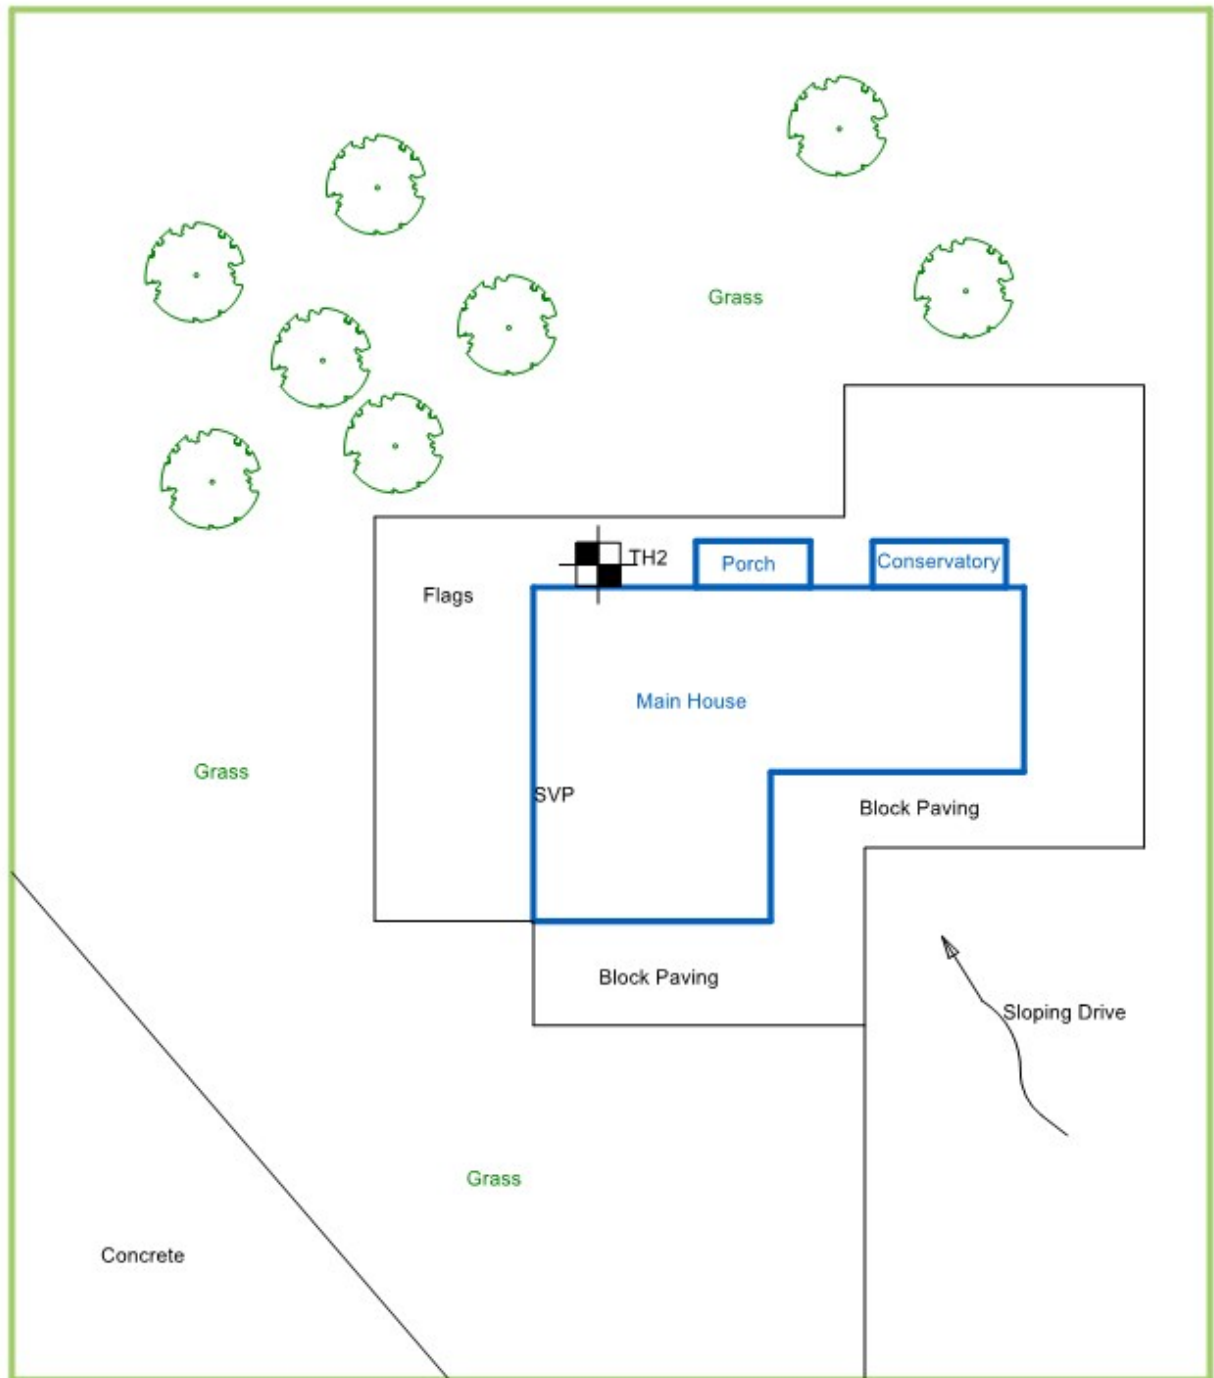 Grass
TH2
Porch
Conservatory
Flags
Main House
Grass
SVP
Block Paving
Block Paving
Sloping Drive
Grass
Concrete